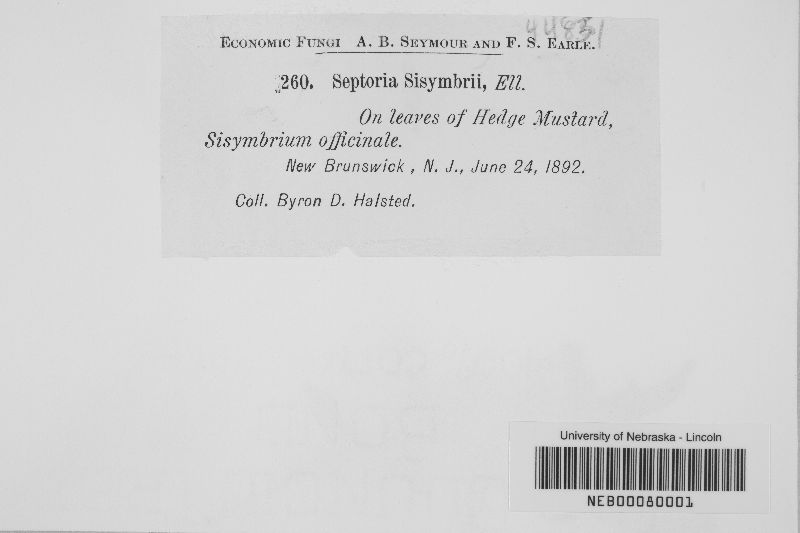 44831
ECONOMIC FUNGI A. B. SEYMOUR AND F. S. EARLE.
260. Septoria Sisymbrii, Ell.
On leaves of Hedge Mustard,
Sisymbrium officinale.
New Brunswick, N. J., June 24, 1892.
Coll. Byron D. Halsted.
University of Nebraska - Lincoln
NEB00080001